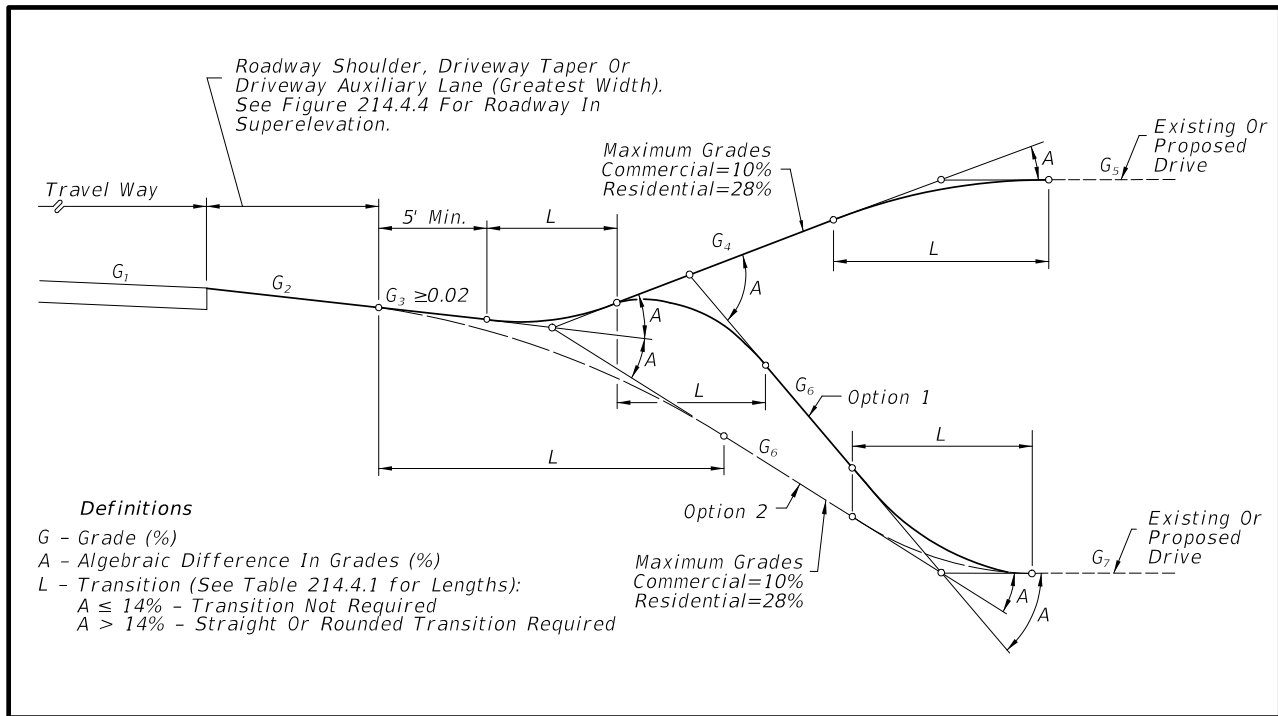 Roadway Shoulder, Driveway Taper Or
Driveway Auxiliary Lane (Greatest Width).
See Figure 214.4.4 For Roadway In
Superelevation.
Existing Or
Proposed
Drive
Maximum Grades
Commercial=10%
Residential=28%
A
G₅
Travel Way
5' Min.
L
G₄
L
G₁
G₂
G₃ ≥0.02
A
A
A
L
G₆
Option 1
L
L
G₆
Option 2
Definitions
G - Grade (%)
A - Algebraic Difference In Grades (%)
L - Transition (See Table 214.4.1 for Lengths):
A ≤ 14% - Transition Not Required
A > 14% - Straight Or Rounded Transition Required
Maximum Grades
Commercial=10%
Residential=28%
Existing Or
Proposed
Drive
G₇
A
A